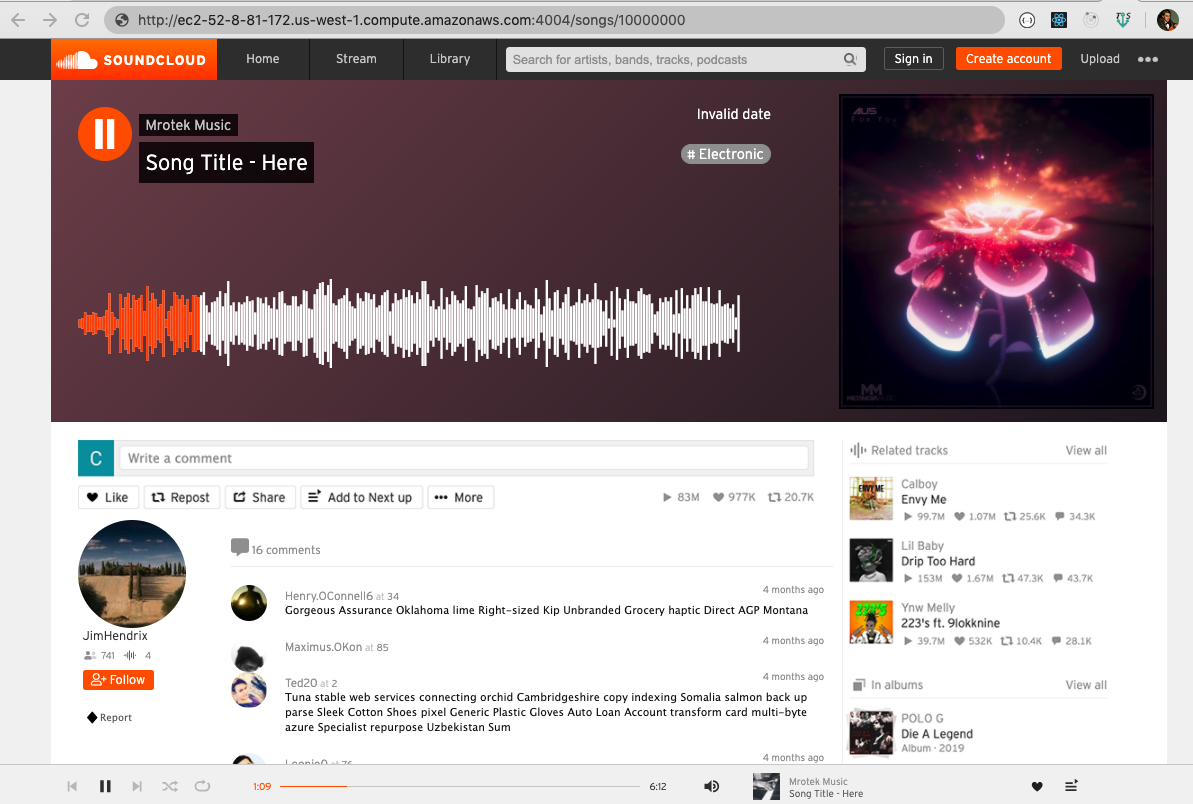 http://ec2-52-8-81-172.us-west-1.compute.amazonaws.com:4004/songs/10000000
SOUNDCLOUD
Home
Stream
Library
Search for artists, bands, tracks, podcasts
Sign in
Create account
Upload
Mrotek Music
Song Title - Here
Invalid date
# Electronic
AUS
For You
MM
C
Write a comment
Like
Repost
Share
Add to Next up
More
83M
977K
20.7K
JimHendrix
741
4
Follow
Report
16 comments
Henry.OConnell6 at 34
4 months ago
Gorgeous Assurance Oklahoma lime Right-sized Kip Unbranded Grocery haptic Direct AGP Montana
Maximus.OKon at 85
4 months ago
Ted20 at 2
4 months ago
Tuna stable web services connecting orchid Cambridgeshire copy indexing Somalia salmon back up
parse Sleek Cotton Shoes pixel Generic Plastic Gloves Auto Loan Account transform card multi-byte
azure Specialist repurpose Uzbekistan Sum
4 months ago
Related tracks
View all
ENVY ME
Calboy
Envy Me
99.7M
1.07M
25.6K
34.3K
Lil Baby
Drip Too Hard
153M
1.67M
47.3K
43.7K
223'S
Ynw Melly
223's ft. 9lokknine
39.7M
532K
10.4K
28.1K
In albums
View all
POLO G
Die A Legend
Album · 2019
1:09
6:12
Mrotek Music
Song Title - Here